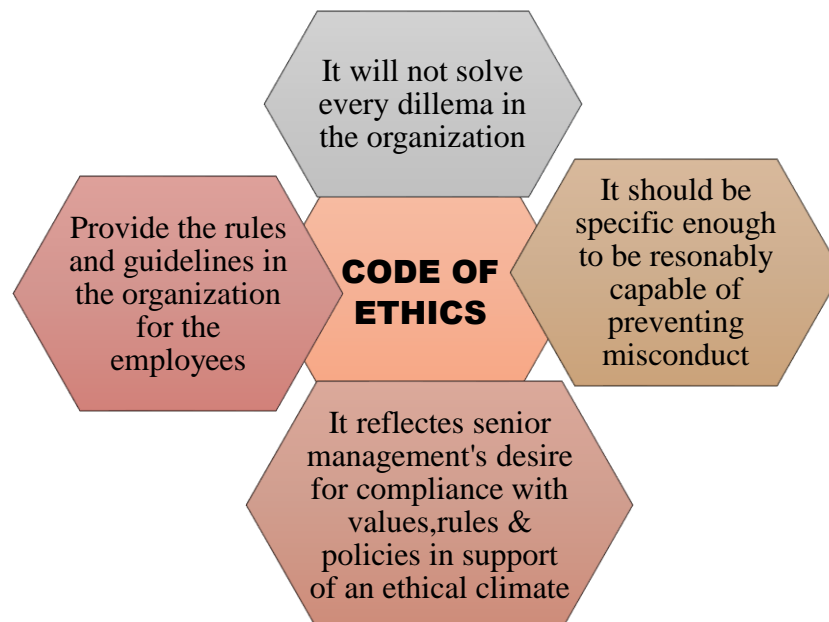 It will not solve
every dillema in
the organization
Provide the rules
and guidelines in
the organization
for the
employees
CODE OF
ETHICS
It should be
specific enough
to be resonably
capable of
preventing
misconduct
It reflectes senior
management's desire
for compliance with
values,rules &
policies in support
of an ethical climate